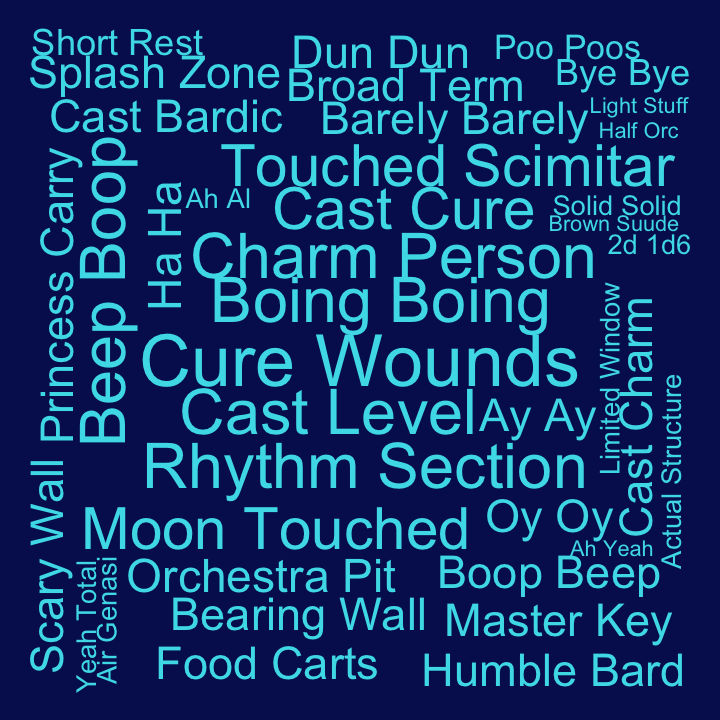 Short Rest
Dun Dun
Poo Poos
Splash Zone
Broad Term
Bye Bye
Cast Bardic
Barely Barely
Light Stuff
Half Orc
Touched Scimitar
Princess Carry
Beep Boop
Ha Ha
Ah Al
Cast Cure
Solid Solid
Brown Suude
2d 1d6
Charm Person
Boing Boing
Cure Wounds
Limited Window
Cast Charm
Actual Structure
Cast Level
Ay Ay
Rhythm Section
Scary Wall
Moon Touched
Oy Oy
Ah Yeah
Yeah Total
Air Genasi
Orchestra Pit
Boop Beep
Bearing Wall
Master Key
Food Carts
Humble Bard